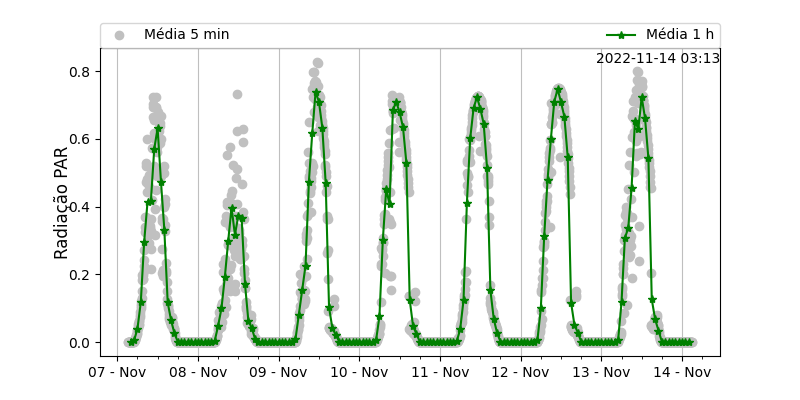 Média 5 min
Média 1 h
2022-11-14 03:13
Radiação PAR
0.8
0.6
0.4
0.2
0.0
07 - Nov
08 - Nov
09 - Nov
10 - Nov
11 - Nov
12 - Nov
13 - Nov
14 - Nov